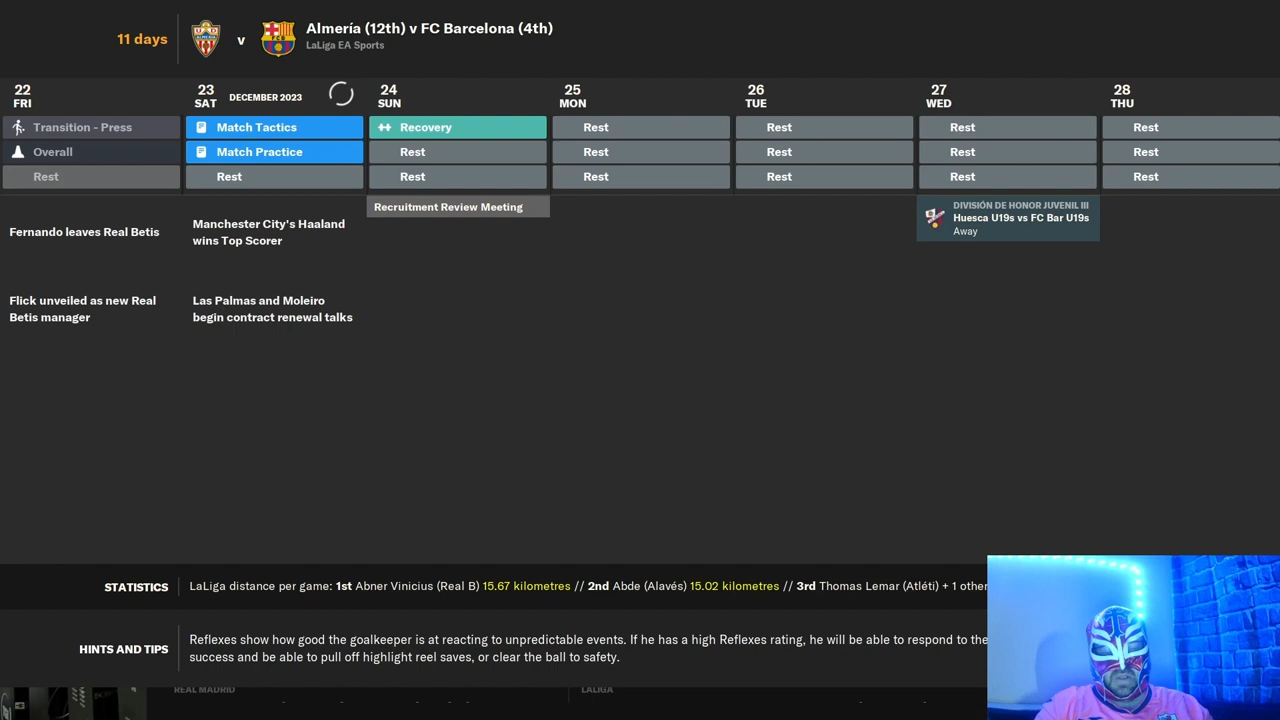 11 days
v
Almería (12th) v FC Barcelona (4th)
LaLiga EA Sports
22
FRI
23
SAT
DECEMBER 2023
24
SUN
25
MON
26
TUE
27
WED
28
THU
Transition - Press
Match Tactics
Recovery
Rest
Rest
Rest
Rest
Overall
Match Practice
Rest
Rest
Rest
Rest
Rest
Rest
Rest
Rest
Rest
Rest
Rest
Rest
Fernando leaves Real Betis
Manchester City's Haaland
wins Top Scorer
Recruitment Review Meeting
DIVISIÓN DE HONOR JUVENIL III
Huesca U19s vs FC Bar U19s
Away
Flick unveiled as new Real
Betis manager
Las Palmas and Moleiro
begin contract renewal talks
STATISTICS
LaLiga distance per game: 1st Abner Vinicius (Real B) 15.67 kilometres // 2nd Abde (Alavés) 15.02 kilometres // 3rd Thomas Lemar (Atléti) + 1 other
HINTS AND TIPS
Reflexes show how good the goalkeeper is at reacting to unpredictable events. If he has a high Reflexes rating, he will be able to respond to the
success and be able to pull off highlight reel saves, or clear the ball to safety.
REAL MADRID
LALIGA